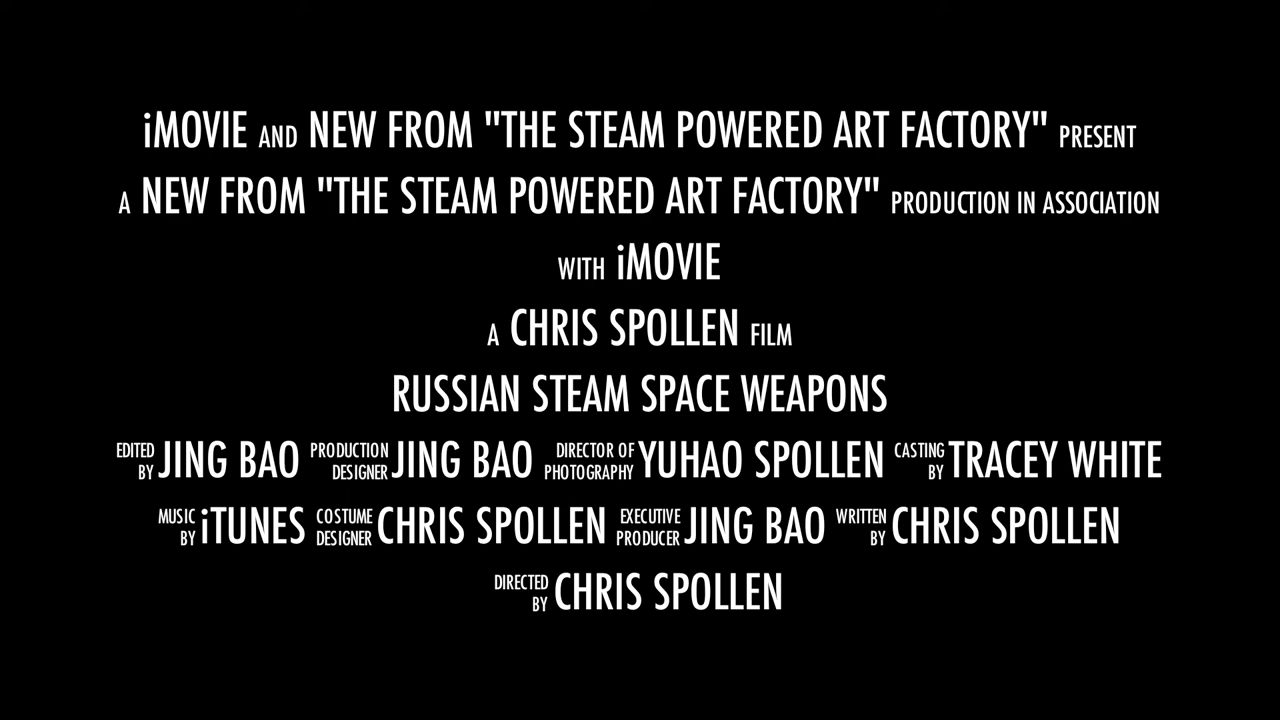 iMOVIE AND NEW FROM "THE STEAM POWERED ART FACTORY" PRESENT
A NEW FROM "THE STEAM POWERED ART FACTORY" PRODUCTION IN ASSOCIATION
WITH iMOVIE
A CHRIS SPOLLEN FILM
RUSSIAN STEAM SPACE WEAPONS
EDITED BY JING BAO PRODUCTION DESIGNER JING BAO DIRECTOR OF PHOTOGRAPHY YUHAO SPOLLEN CASTING BY TRACEY WHITE
MUSIC BY iTUNES COSTUME DESIGNER CHRIS SPOLLEN EXECUTIVE PRODUCER JING BAO WRITTEN BY CHRIS SPOLLEN
DIRECTED BY CHRIS SPOLLEN